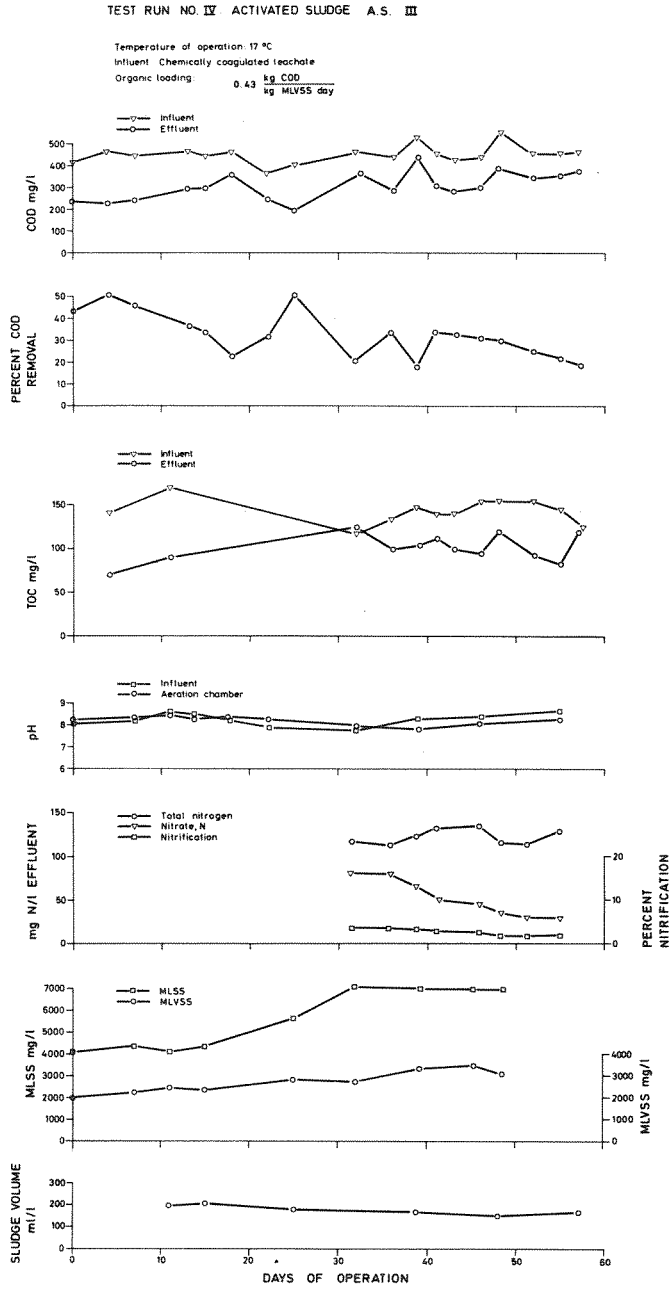 TEST RUN NO. IV ACTIVATED SLUDGE A.S. III
Temperature of operation: 17 °C
Influent: Chemically coagulated leachate
Organic loading: 0.43 kg COD
kg MLVSS day
Influent
Effluent
500
400
300
200
100
0
COD mg/l
50
40
30
20
10
0
PERCENT COD
REMOVAL
Influent
Effluent
150
100
50
0
TOC mg/l
Influent
Aeration chamber
9
8
7
6
pH
Total nitrogen
Nitrate, N
Nitrification
150
100
50
0
mg N/l EFFLUENT
20
10
0
PERCENT
NITRIFICATION
MLSS
MLVSS
7000
6000
5000
4000
3000
2000
1000
0
MLSS mg/l
4000
3000
2000
1000
0
MLVSS mg/l
300
200
100
0
SLUDGE VOLUME
ml/l
0 10 20 30 40 50 60
DAYS OF OPERATION